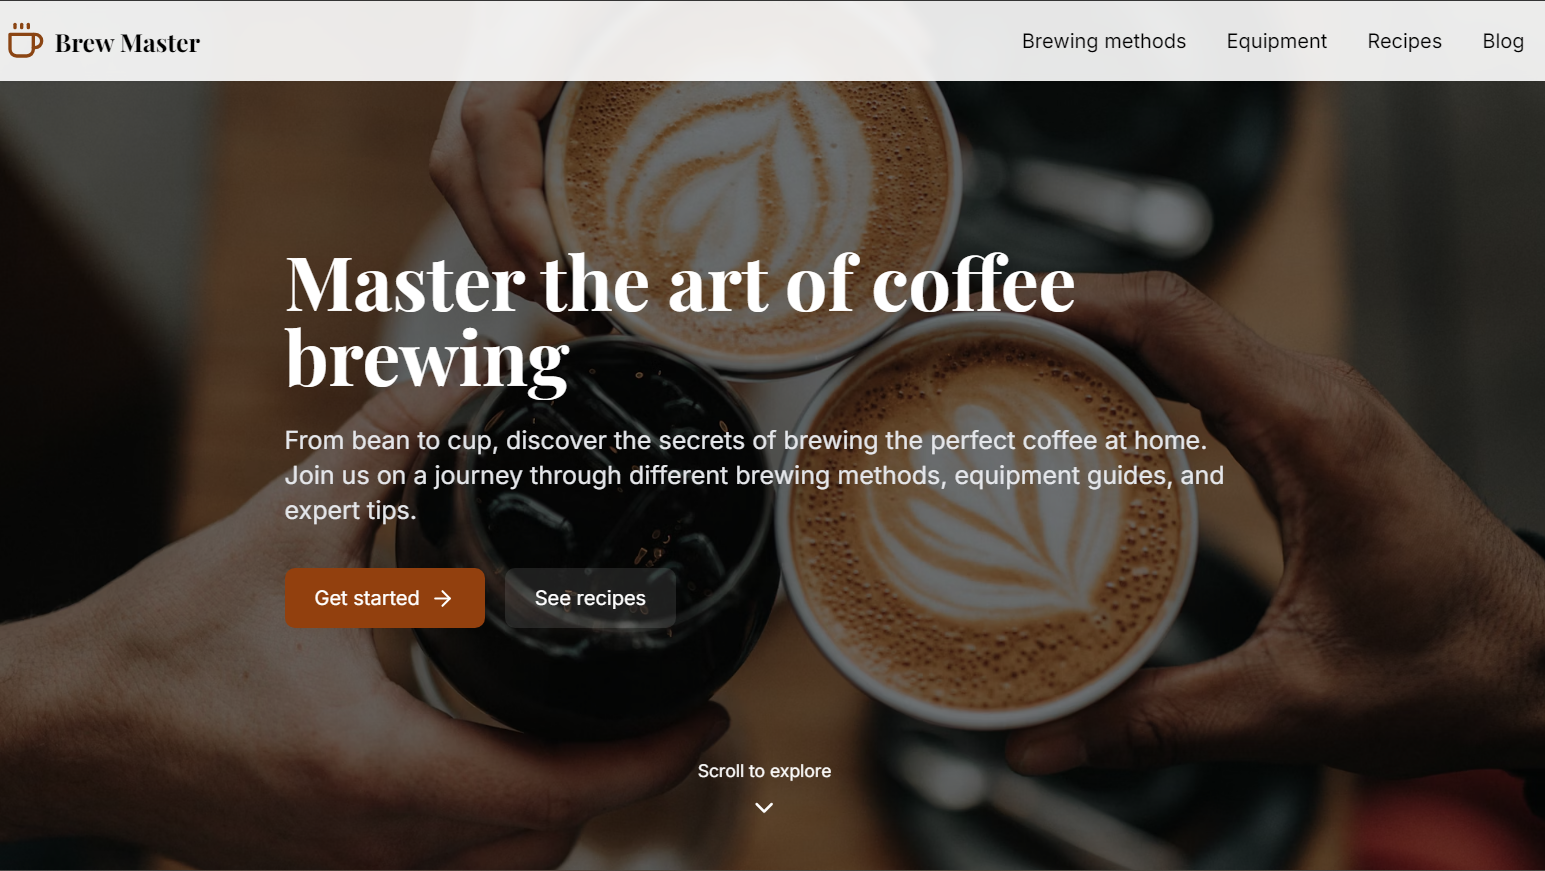 Brew Master
Brewing methods
Equipment
Recipes
Blog
Master the art of coffee
brewing
From bean to cup, discover the secrets of brewing the perfect coffee at home.
Join us on a journey through different brewing methods, equipment guides, and
expert tips.
Get started
See recipes
Scroll to explore